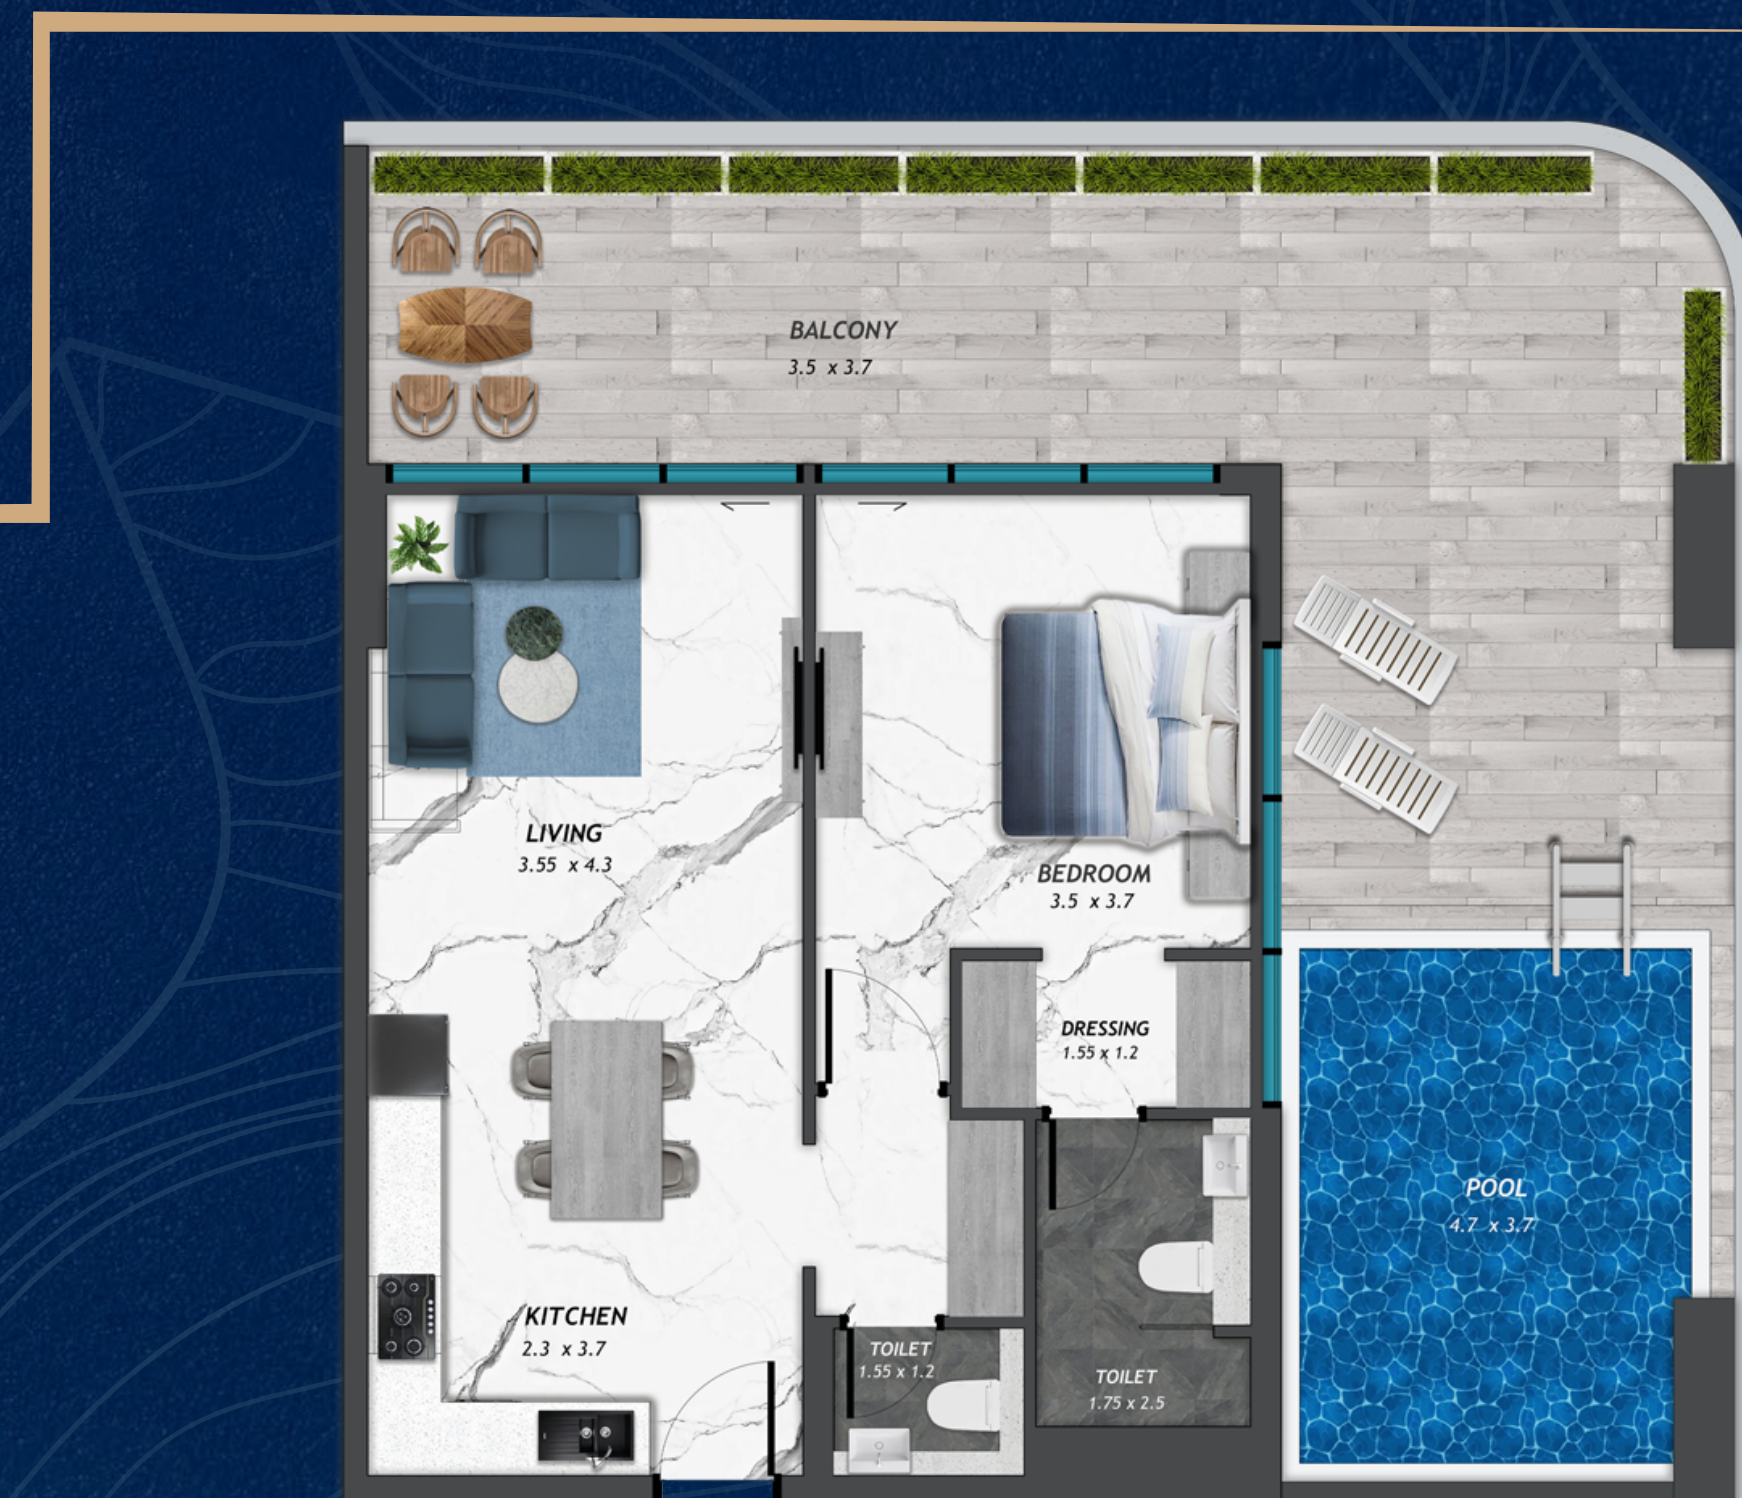 BALCONY
3.5 x 3.7
LIVING
3.55 x 4.3
BEDROOM
3.5 x 3.7
DRESSING
1.55 x 1.2
POOL
4.7 x 3.7
KITCHEN
2.3 x 3.7
TOILET
1.55 x 1.2
TOILET
1.75 x 2.5